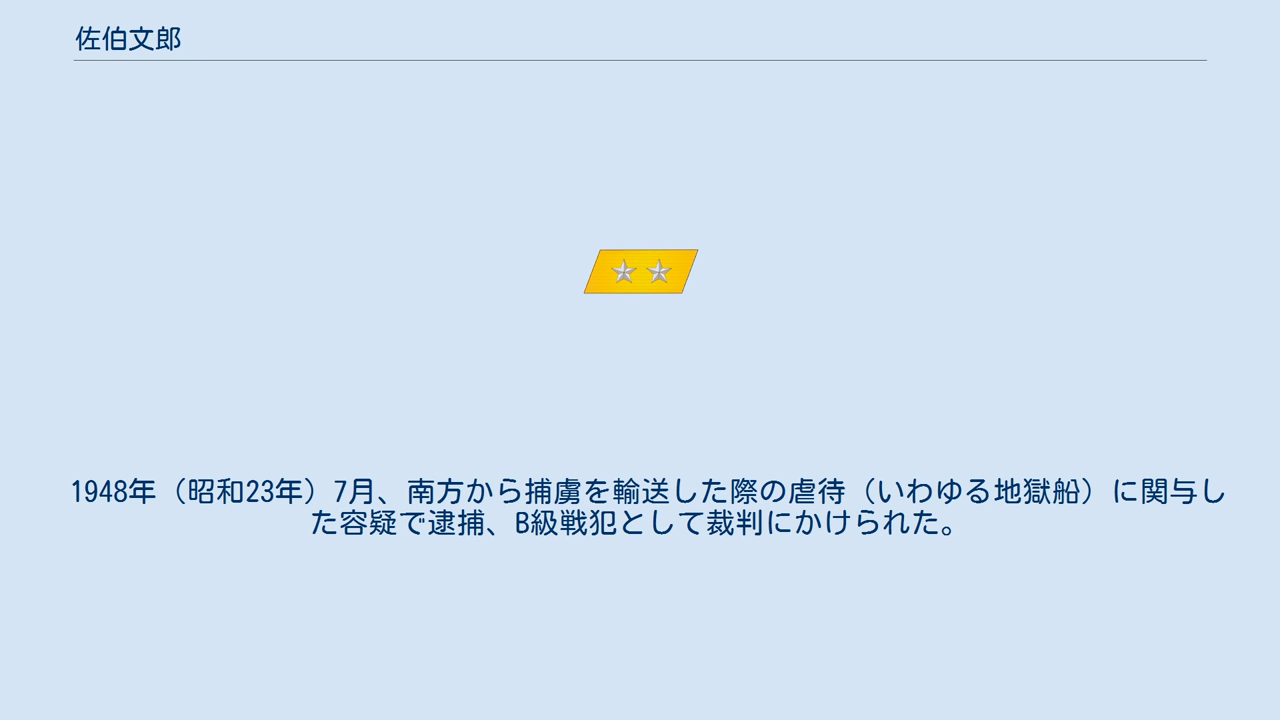 佐伯文郎
1948年（昭和23年）7月、南方から捕虜を輸送した際の虐待（いわゆる地獄船）に関与し
た容疑で逮捕、B級戦犯として裁判にかけられた。